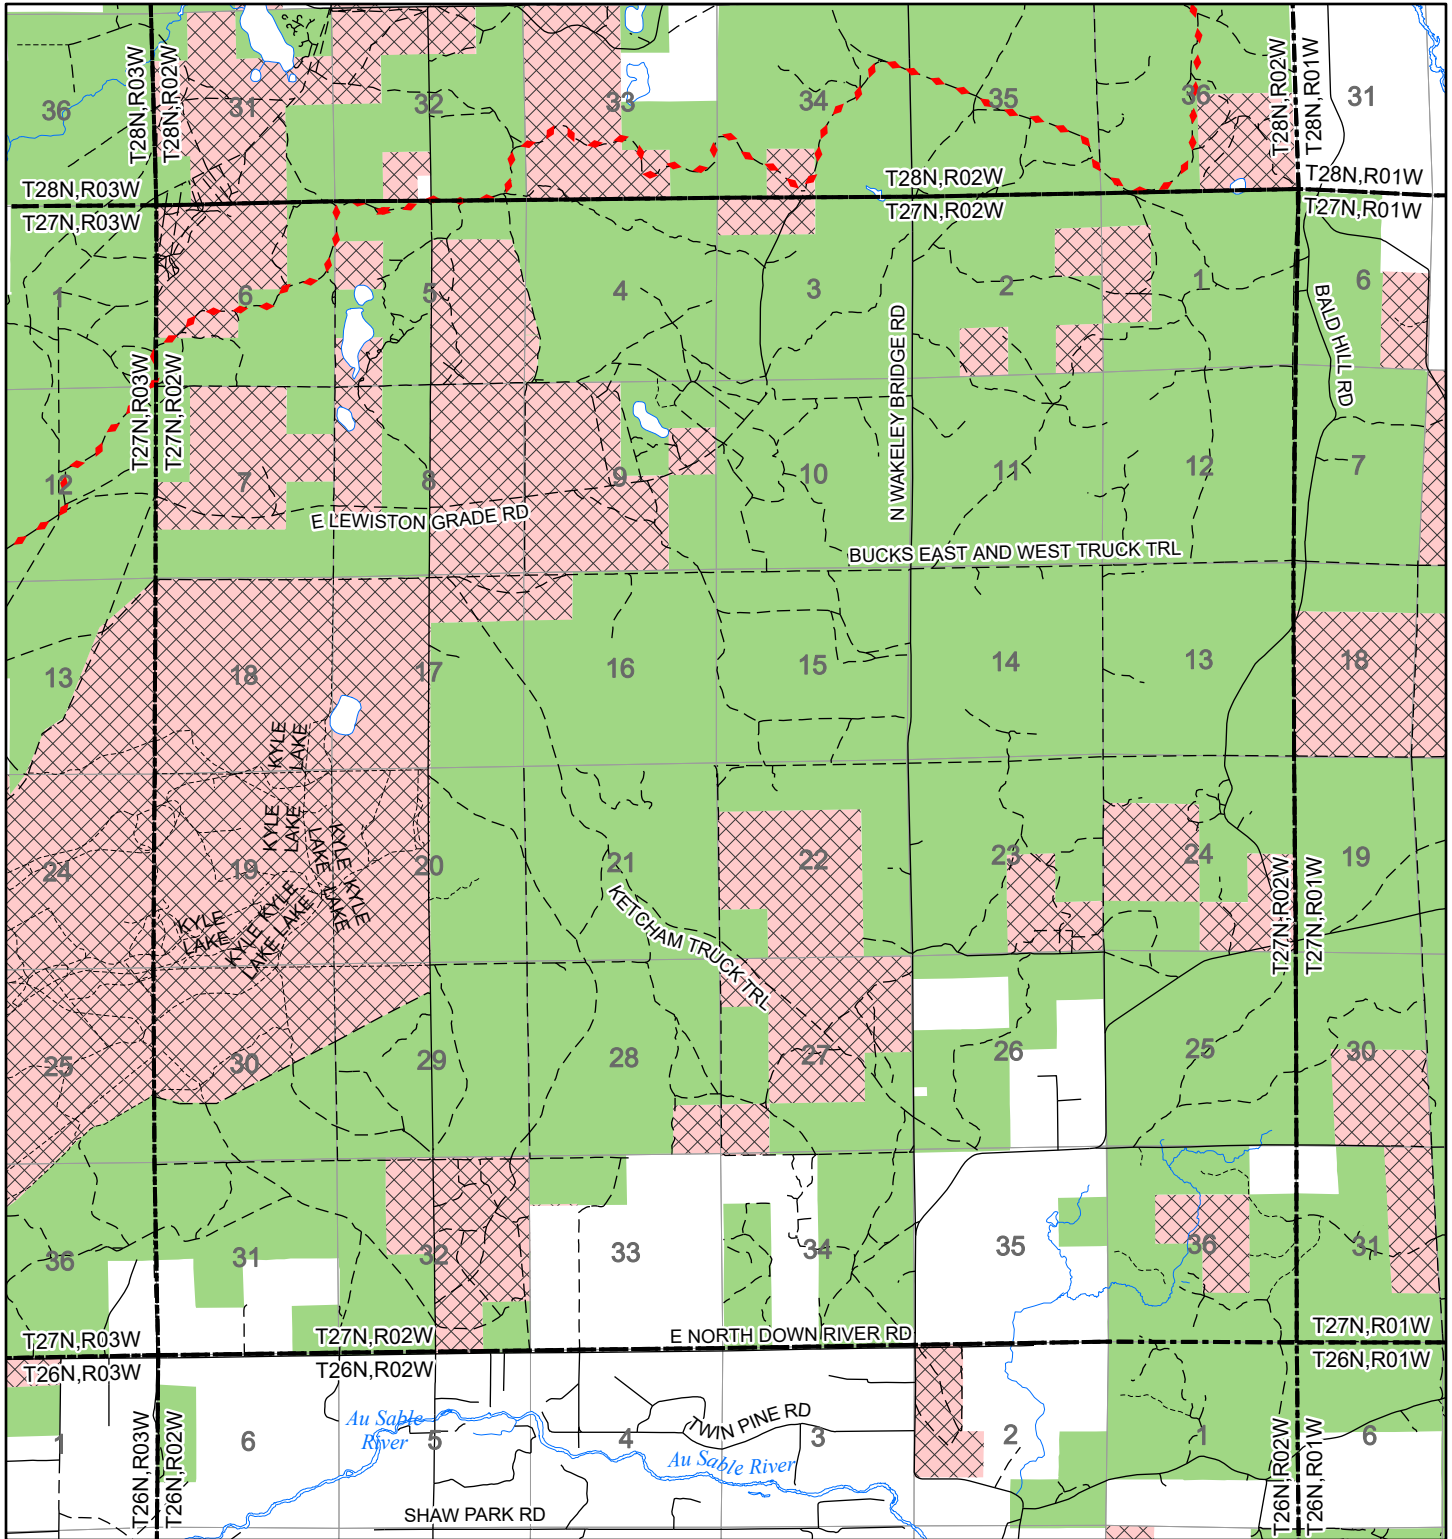 36
T28N,R03W
T28N,R02W
31
32
33
34
35
36
T28N,R02W
T28N,R01W
31
T28N,R03W
T27N,R03W
T28N,R02W
T27N,R02W
T28N,R01W
T27N,R01W
1
6
5
4
3
2
1
6
N WAKELEY BRIDGE RD
BALD HILL RD
T27N,R03W
T27N,R02W
12
7
8
9
10
11
12
7
E LEWISTON GRADE RD
BUCKS EAST AND WEST TRUCK TRL
13
18
17
16
15
14
13
18
KYLE
LAKE
KYLE
LAKE
KYLE
LAKE
KYLE
LAKE
KYLE
LAKE
KYLE
LAKE
KYLE
LAKE
24
19
20
21
22
23
24
19
KETCHAM TRUCK TRL
T27N,R02W
T27N,R01W
25
30
29
28
27
26
25
30
36
31
32
33
34
35
36
31
T27N,R03W
T26N,R03W
T27N,R02W
T26N,R02W
E NORTH DOWN RIVER RD
T27N,R01W
T26N,R01W
1
T26N,R03W
T26N,R02W
6
Au Sable
River
5
4
TWIN PINE RD
3
2
1
T26N,R02W
T26N,R01W
6
Au Sable River
SHAW PARK RD